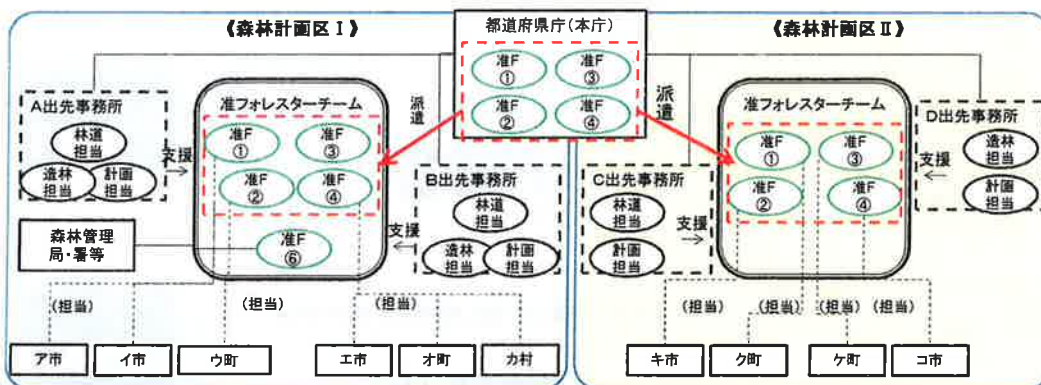 《森林計画区Ⅰ》
都道府県庁(本庁)
《森林計画区Ⅱ》
准F
①
准F
③
准F
②
准F
④
派遣
派遣
A出先事務所
林道
担当
造林
担当
計画
担当
支援
准フォレスターチーム
准F
①
准F
③
准F
②
准F
④
准F
⑥
森林管理
局・署等
B出先事務所
林道
担当
造林
担当
計画
担当
支援
C出先事務所
林道
担当
計画
担当
支援
准フォレスターチーム
准F
①
准F
③
准F
②
准F
④
D出先事務所
造林
担当
計画
担当
支援
(担当)
(担当)
(担当)
(担当)
(担当)
(担当)
(担当)
ア市
イ市
ウ町
エ市
オ町
カ村
キ市
ク町
ケ町
コ市